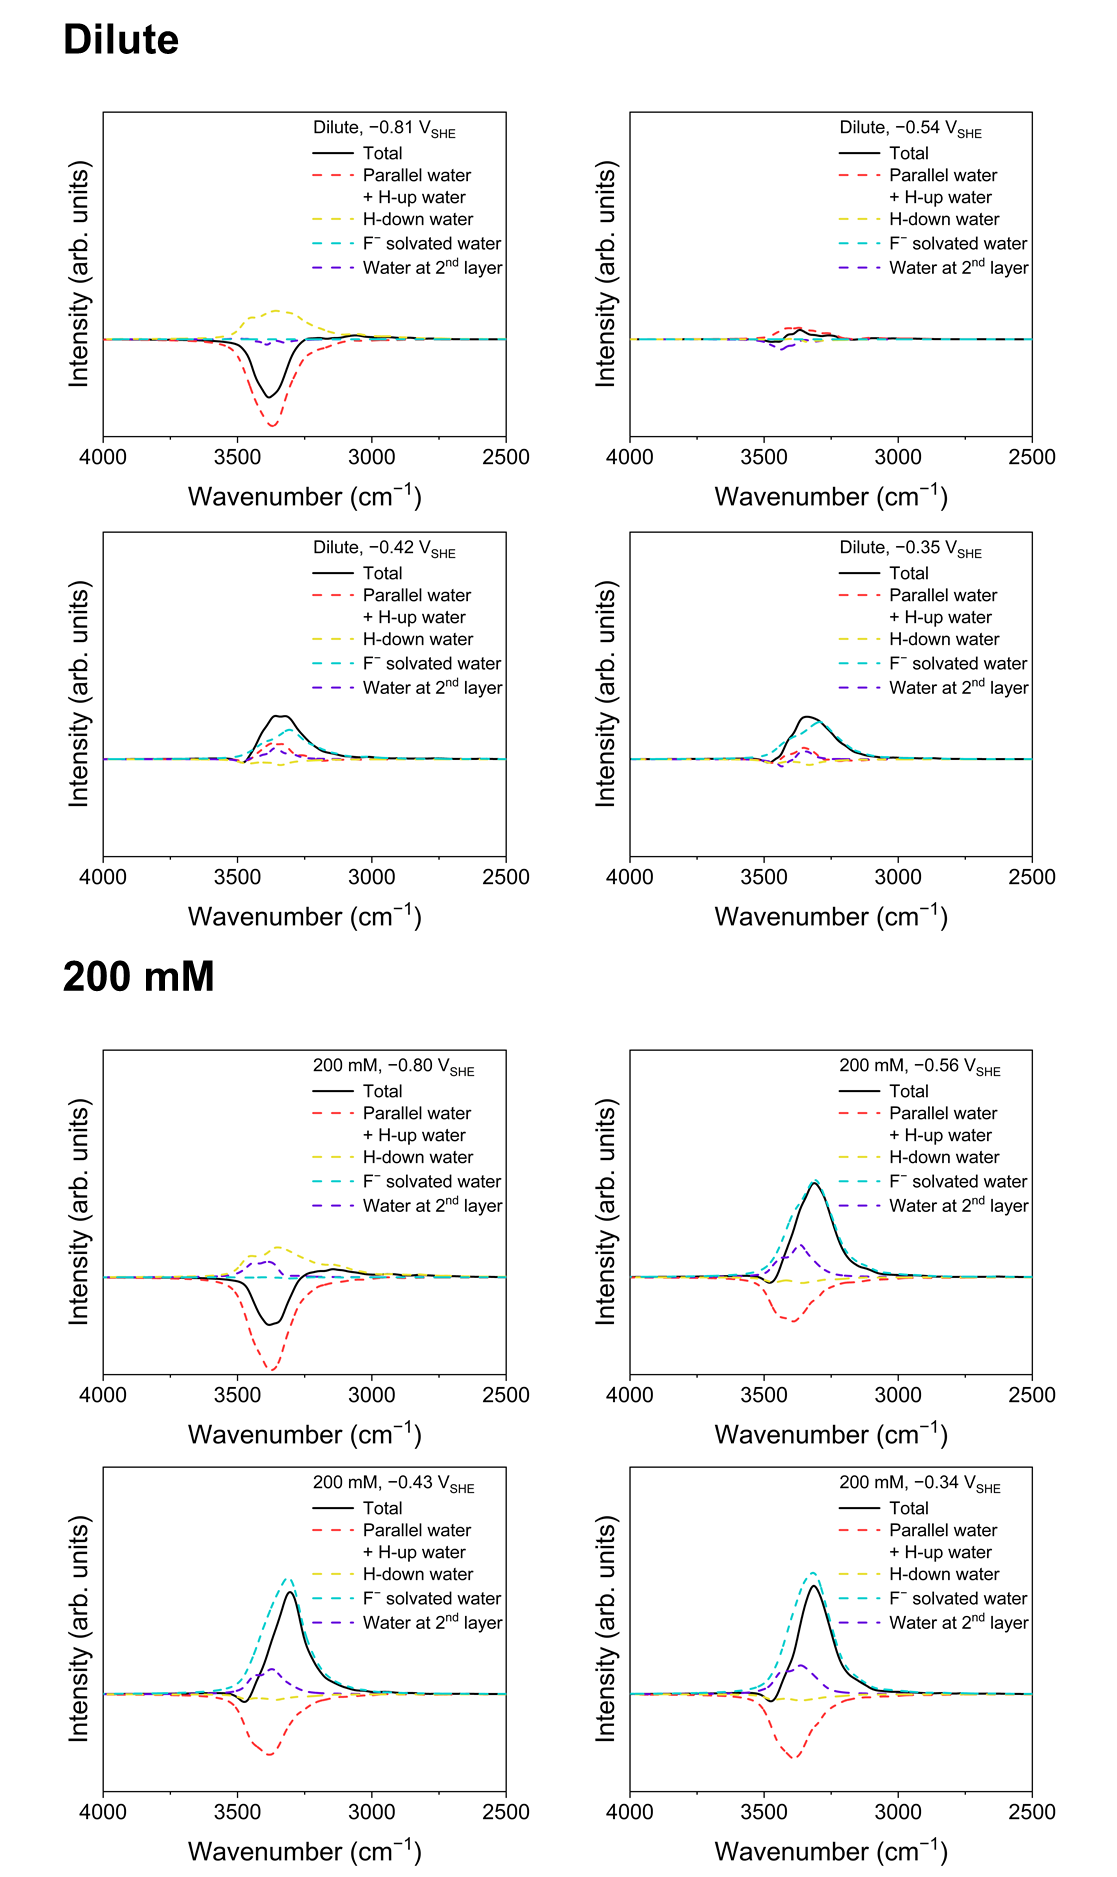 Dilute
Dilute, −0.81 V_SHE
Total
Parallel water
+ H-up water
H-down water
F⁻ solvated water
Water at 2ⁿᵈ layer
Intensity (arb. units)
4000 3500 3000 2500
Wavenumber (cm⁻¹)
Dilute, −0.54 V_SHE
Total
Parallel water
+ H-up water
H-down water
F⁻ solvated water
Water at 2ⁿᵈ layer
Intensity (arb. units)
4000 3500 3000 2500
Wavenumber (cm⁻¹)
Dilute, −0.42 V_SHE
Total
Parallel water
+ H-up water
H-down water
F⁻ solvated water
Water at 2ⁿᵈ layer
Intensity (arb. units)
4000 3500 3000 2500
Wavenumber (cm⁻¹)
Dilute, −0.35 V_SHE
Total
Parallel water
+ H-up water
H-down water
F⁻ solvated water
Water at 2ⁿᵈ layer
Intensity (arb. units)
4000 3500 3000 2500
Wavenumber (cm⁻¹)
200 mM
200 mM, −0.80 V_SHE
Total
Parallel water
+ H-up water
H-down water
F⁻ solvated water
Water at 2ⁿᵈ layer
Intensity (arb. units)
4000 3500 3000 2500
Wavenumber (cm⁻¹)
200 mM, −0.56 V_SHE
Total
Parallel water
+ H-up water
H-down water
F⁻ solvated water
Water at 2ⁿᵈ layer
Intensity (arb. units)
4000 3500 3000 2500
Wavenumber (cm⁻¹)
200 mM, −0.43 V_SHE
Total
Parallel water
+ H-up water
H-down water
F⁻ solvated water
Water at 2ⁿᵈ layer
Intensity (arb. units)
4000 3500 3000 2500
Wavenumber (cm⁻¹)
200 mM, −0.34 V_SHE
Total
Parallel water
+ H-up water
H-down water
F⁻ solvated water
Water at 2ⁿᵈ layer
Intensity (arb. units)
4000 3500 3000 2500
Wavenumber (cm⁻¹)